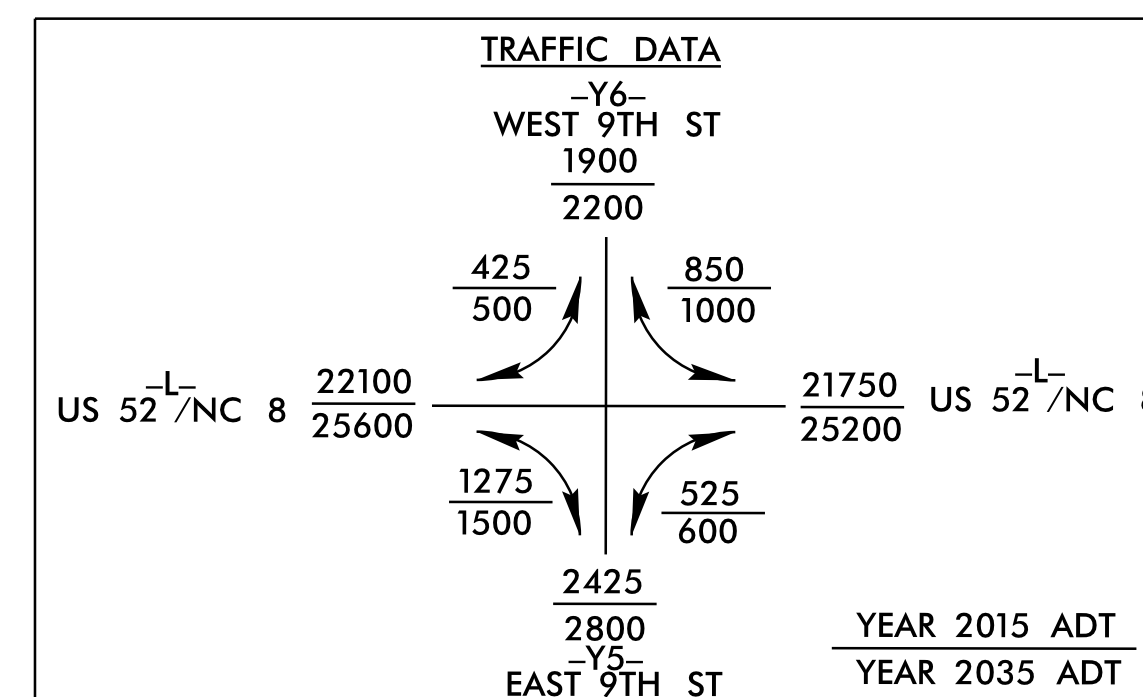 TRAFFIC DATA
–Y6–
WEST 9TH ST
1900
2200
425
500
850
1000
–L–
US 52 /NC 8
22100
25600
21750
25200
–L–
US 52 /NC 8
1275
1500
525
600
2425
2800
–Y5–
EAST 9TH ST
YEAR 2015 ADT
YEAR 2035 ADT